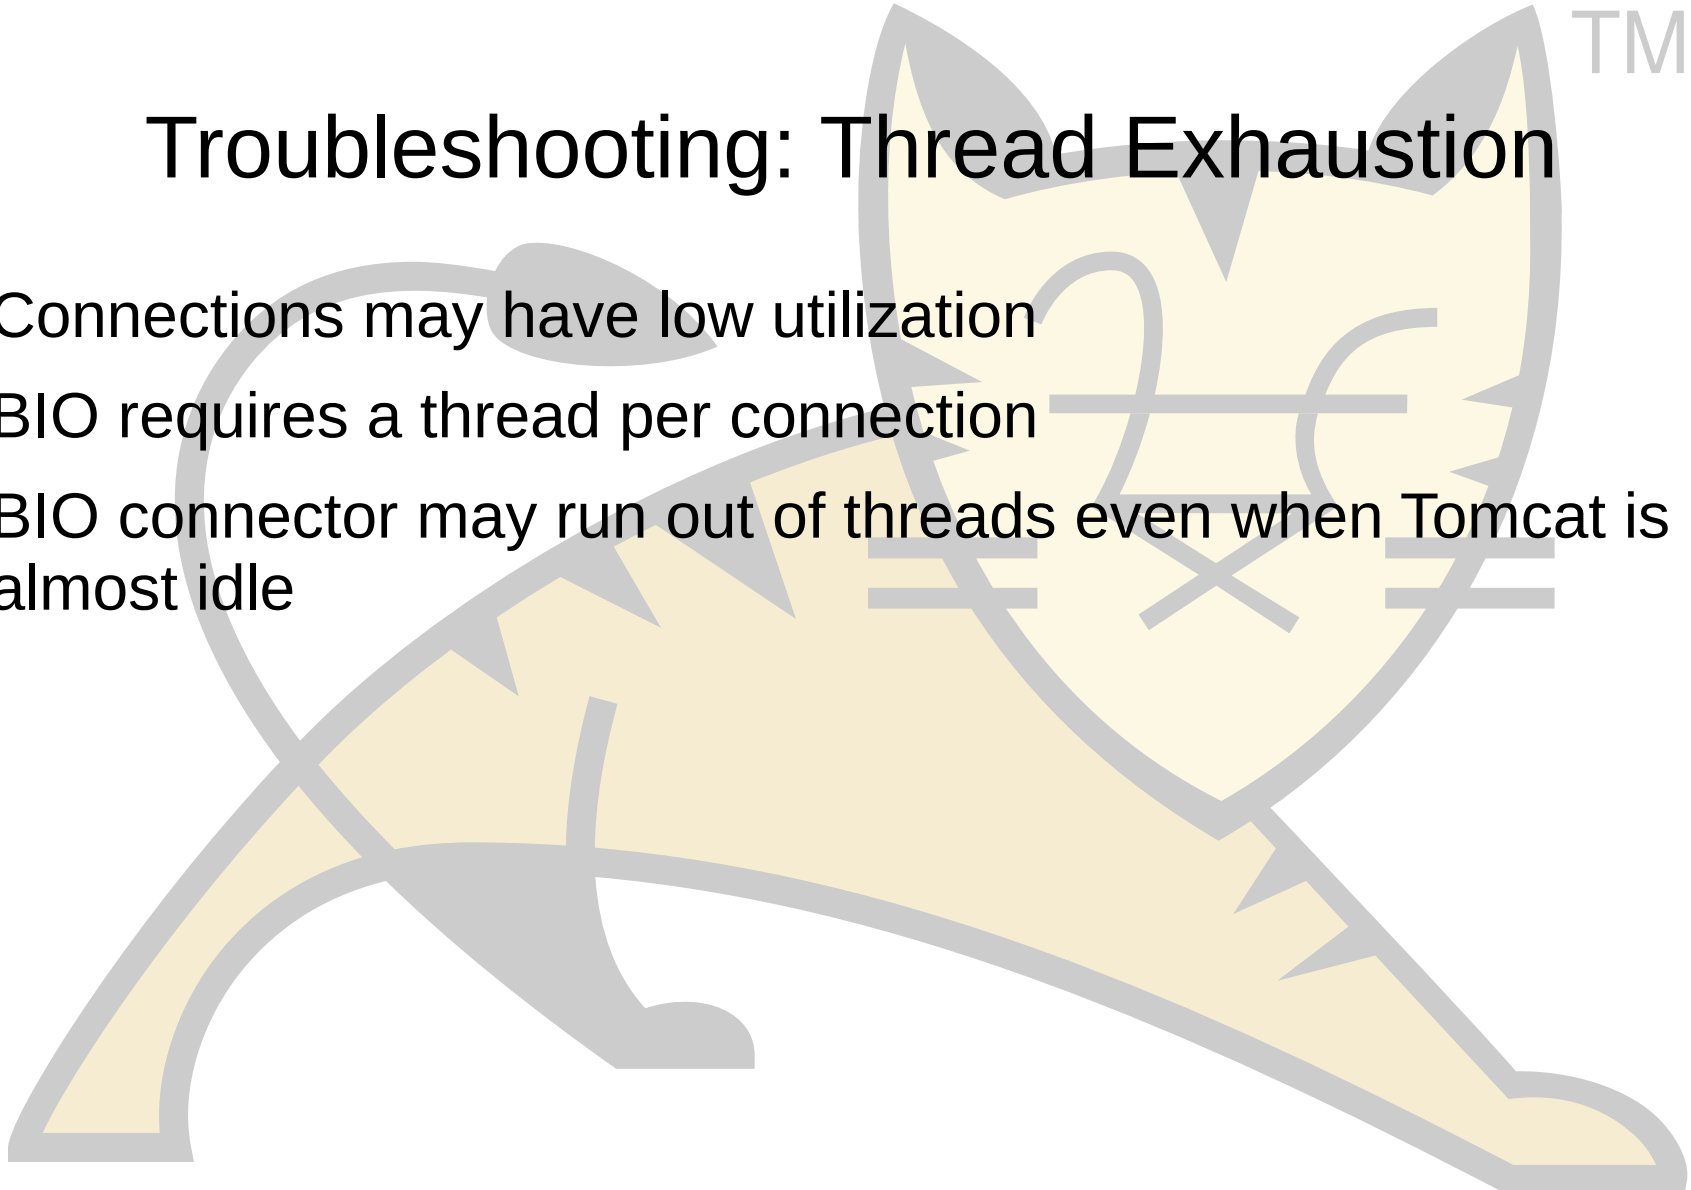 TM
Troubleshooting: Thread Exhaustion
Connections may have low utilization
BIO requires a thread per connection
BIO connector may run out of threads even when Tomcat is
almost idle